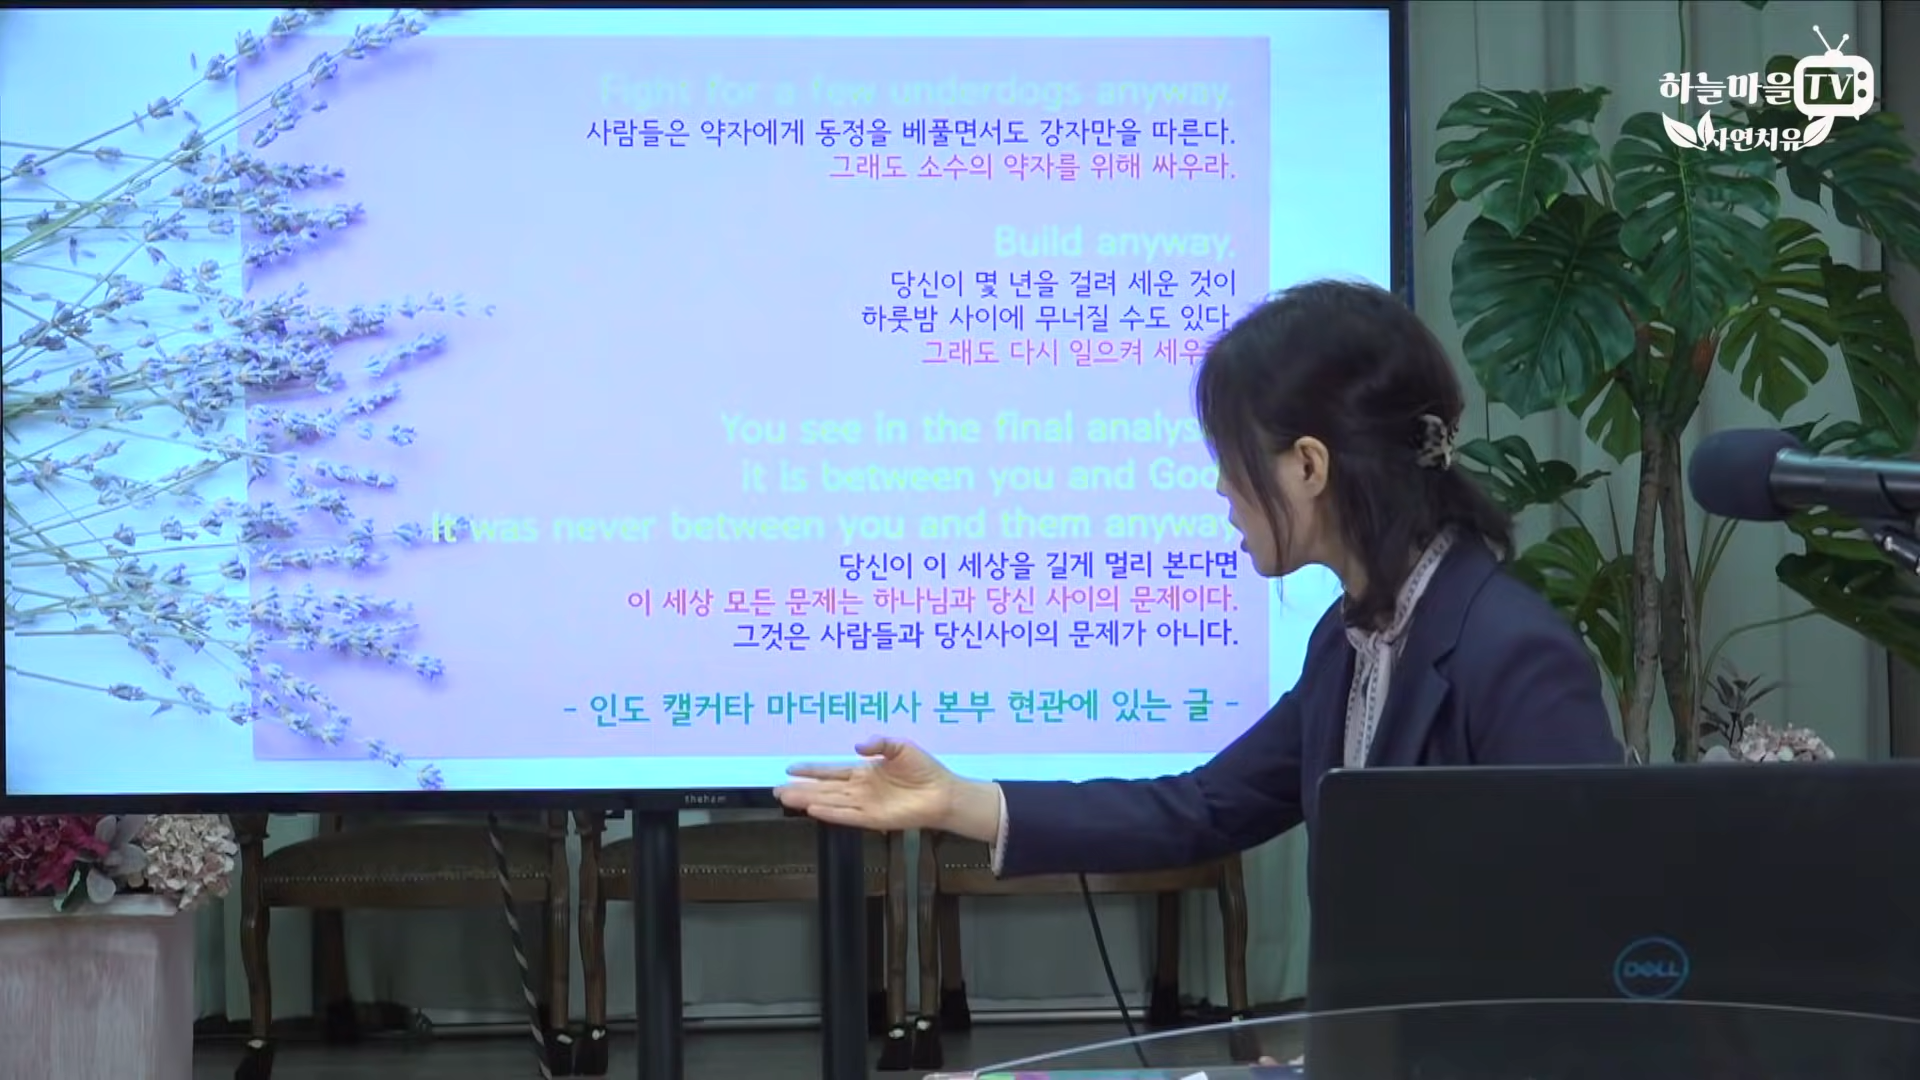 Fight for a few underdogs anyway.
사람들은 약자에게 동정을 베풀면서도 강자만을 따른다.
그래도 소수의 약자를 위해 싸우라.
Build anyway.
당신이 몇 년을 걸려 세운 것이
하룻밤 사이에 무너질 수도 있다.
그래도 다시 일으켜
You see in the final
it is between you and
It was never between you and them anyway
당신이 이 세상을 길게 멀리 본다면
이 세상 모든 문제는 하나님과 당신 사이의 문제이다.
그것은 사람들과 당신사이의 문제가 아니다.
- 인도 캘커타 마더테레사 본부 현관에 있는 글 -
하늘마을 TV
자연치유
theham
DELL